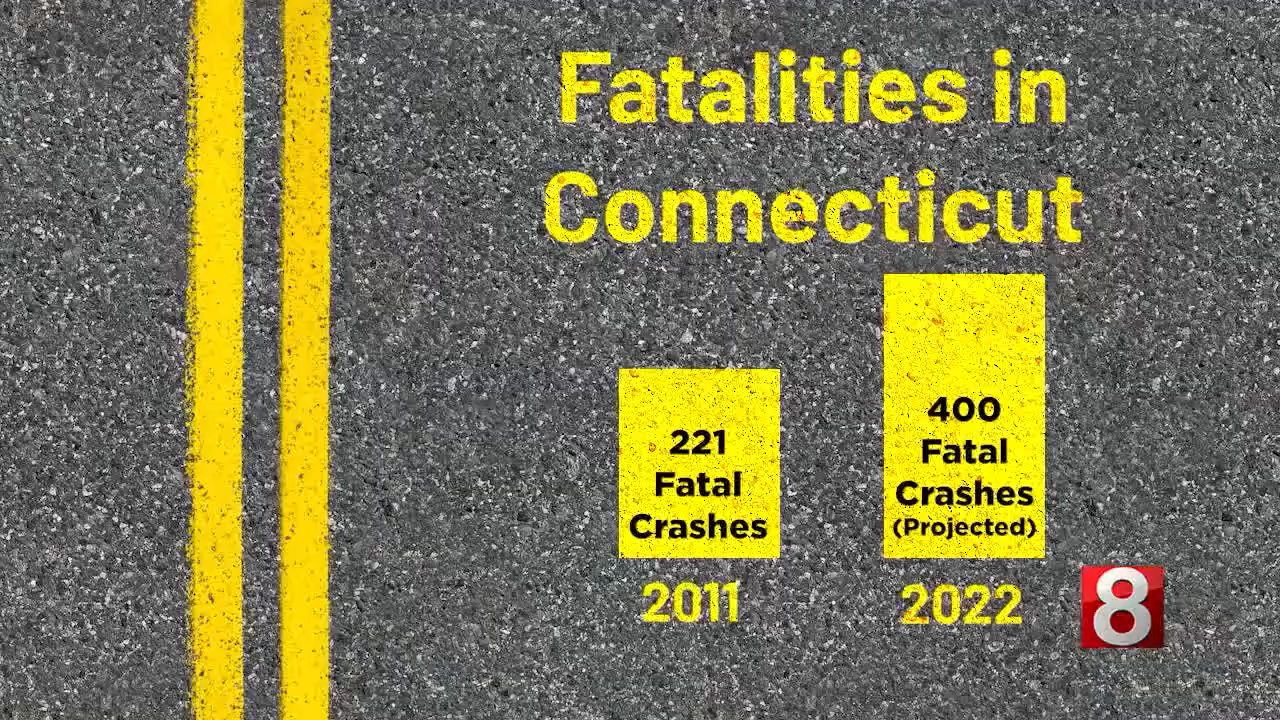 Fatalities in
Connecticut
221
Fatal
Crashes
400
Fatal
Crashes
(Projected)
2011
2022
8